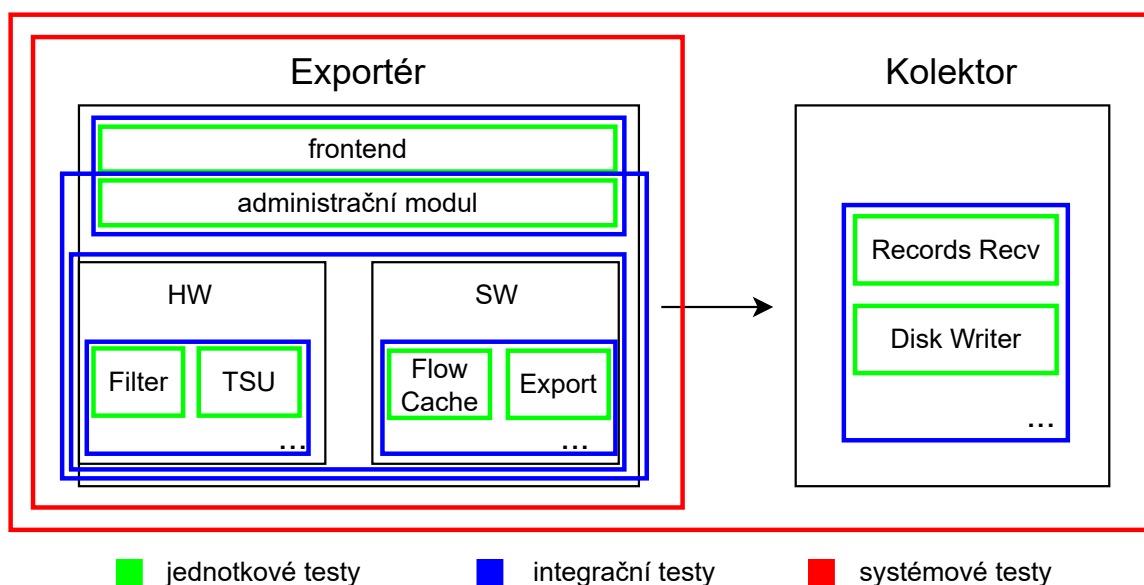 Exportér
Kolektor
frontend
administrační modul
HW
SW
Filter
TSU
...
Flow
Cache
Export
...
Records Recv
Disk Writer
...
jednotkové testy
integrační testy
systémové testy